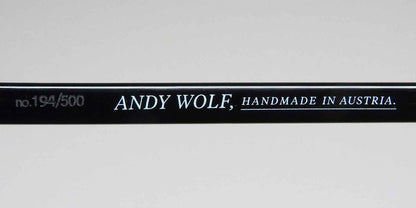 no.194/500 ANDY WOLF, HANDMADE IN AUSTRIA.